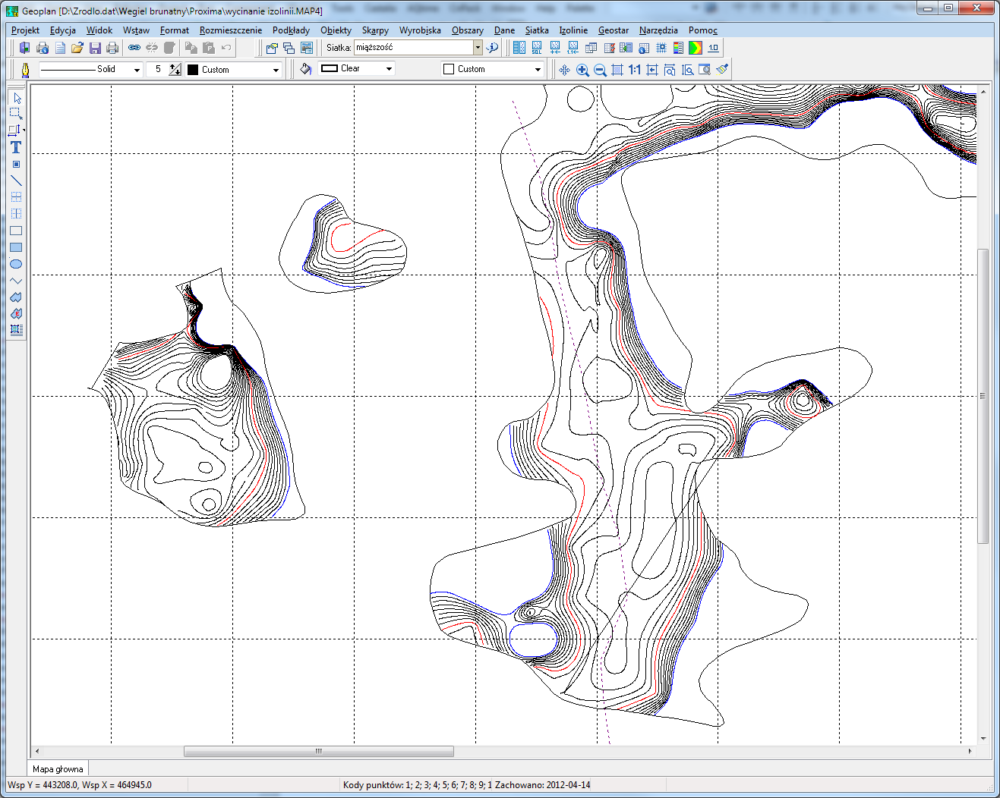 Geoplan [D:\Zrodlo.dat\Wegiel brunatny\Proxima\wycinanie izolinii.MAP4]
Projekt Edycja Widok Wstaw Format Rozmieszczenie Podkłady Obiekty Skarpy Wyrobiska Obszary Dane Siatka Izolinie Geostar Narzędzia Pomoc
Siatka: miąższość
Solid 5 Custom Clear Custom 1:1
Mapa głowna
Wsp Y = 443208.0, Wsp X = 464945.0 Kody punktów: 1; 2; 3; 4; 5; 6; 7; 8; 9; 1 Zachowano: 2012-04-14